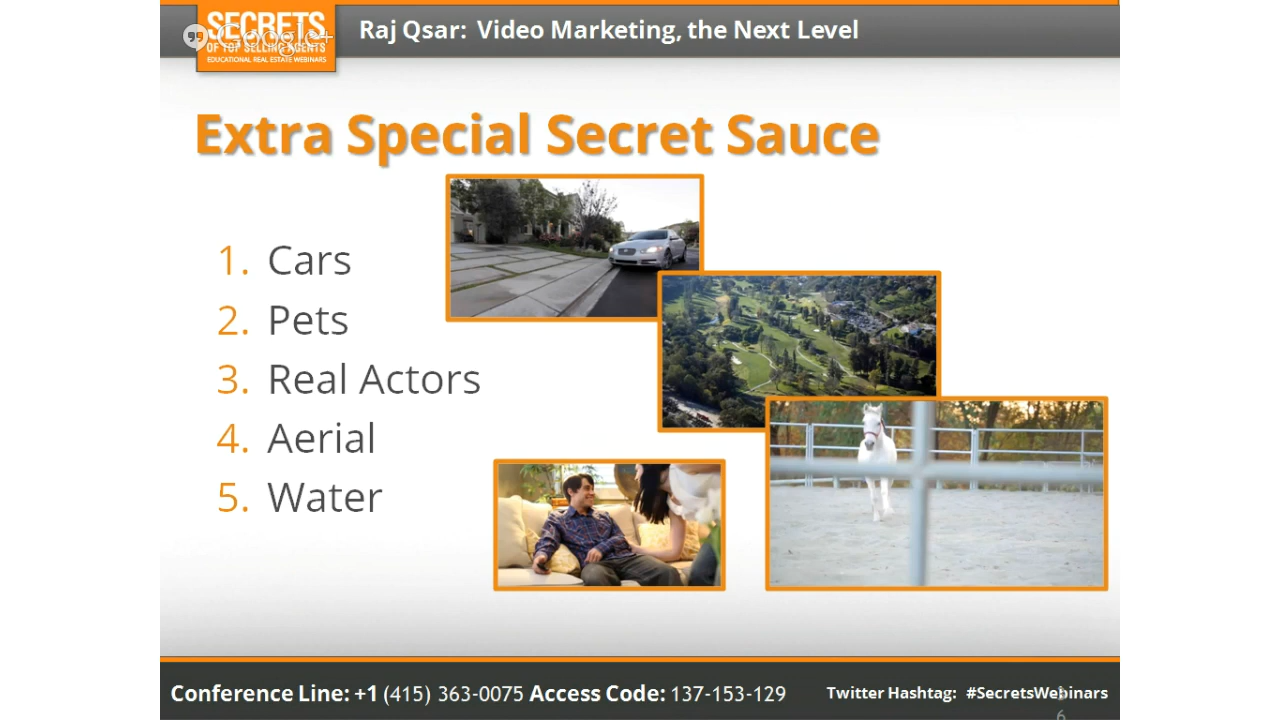 SECRETS
OF TOP SELLING AGENTS
EDUCATIONAL REAL ESTATE WEBINARS
Google+
Raj Qsar: Video Marketing, the Next Level
Extra Special Secret Sauce
1. Cars
2. Pets
3. Real Actors
4. Aerial
5. Water
Conference Line: +1 (415) 363-0075 Access Code: 137-153-129
Twitter Hashtag: #SecretsWebinars